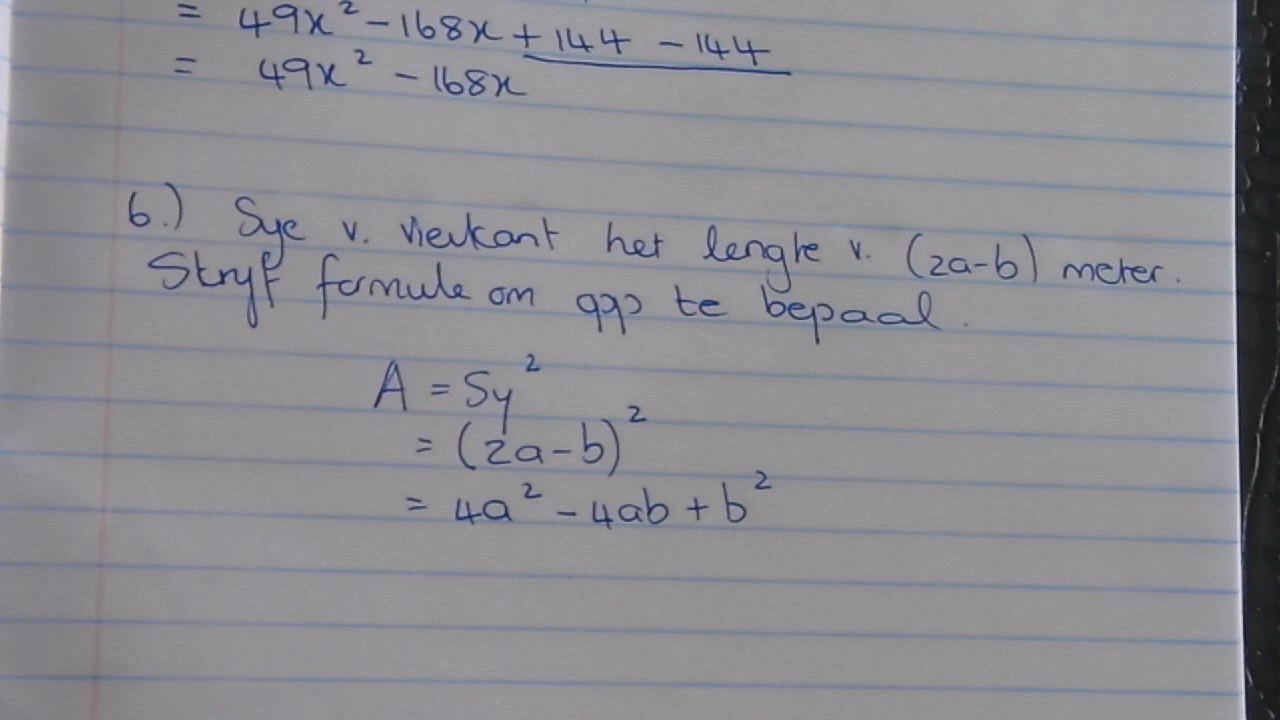 = 49x² - 168x + 144 - 144
= 49x² - 168x
6.) Sye v. vierkant het lengte v. (2a-b) meter.
Skryf formule om opp te bepaal.
A = Sy²
= (2a-b)²
= 4a² - 4ab + b²